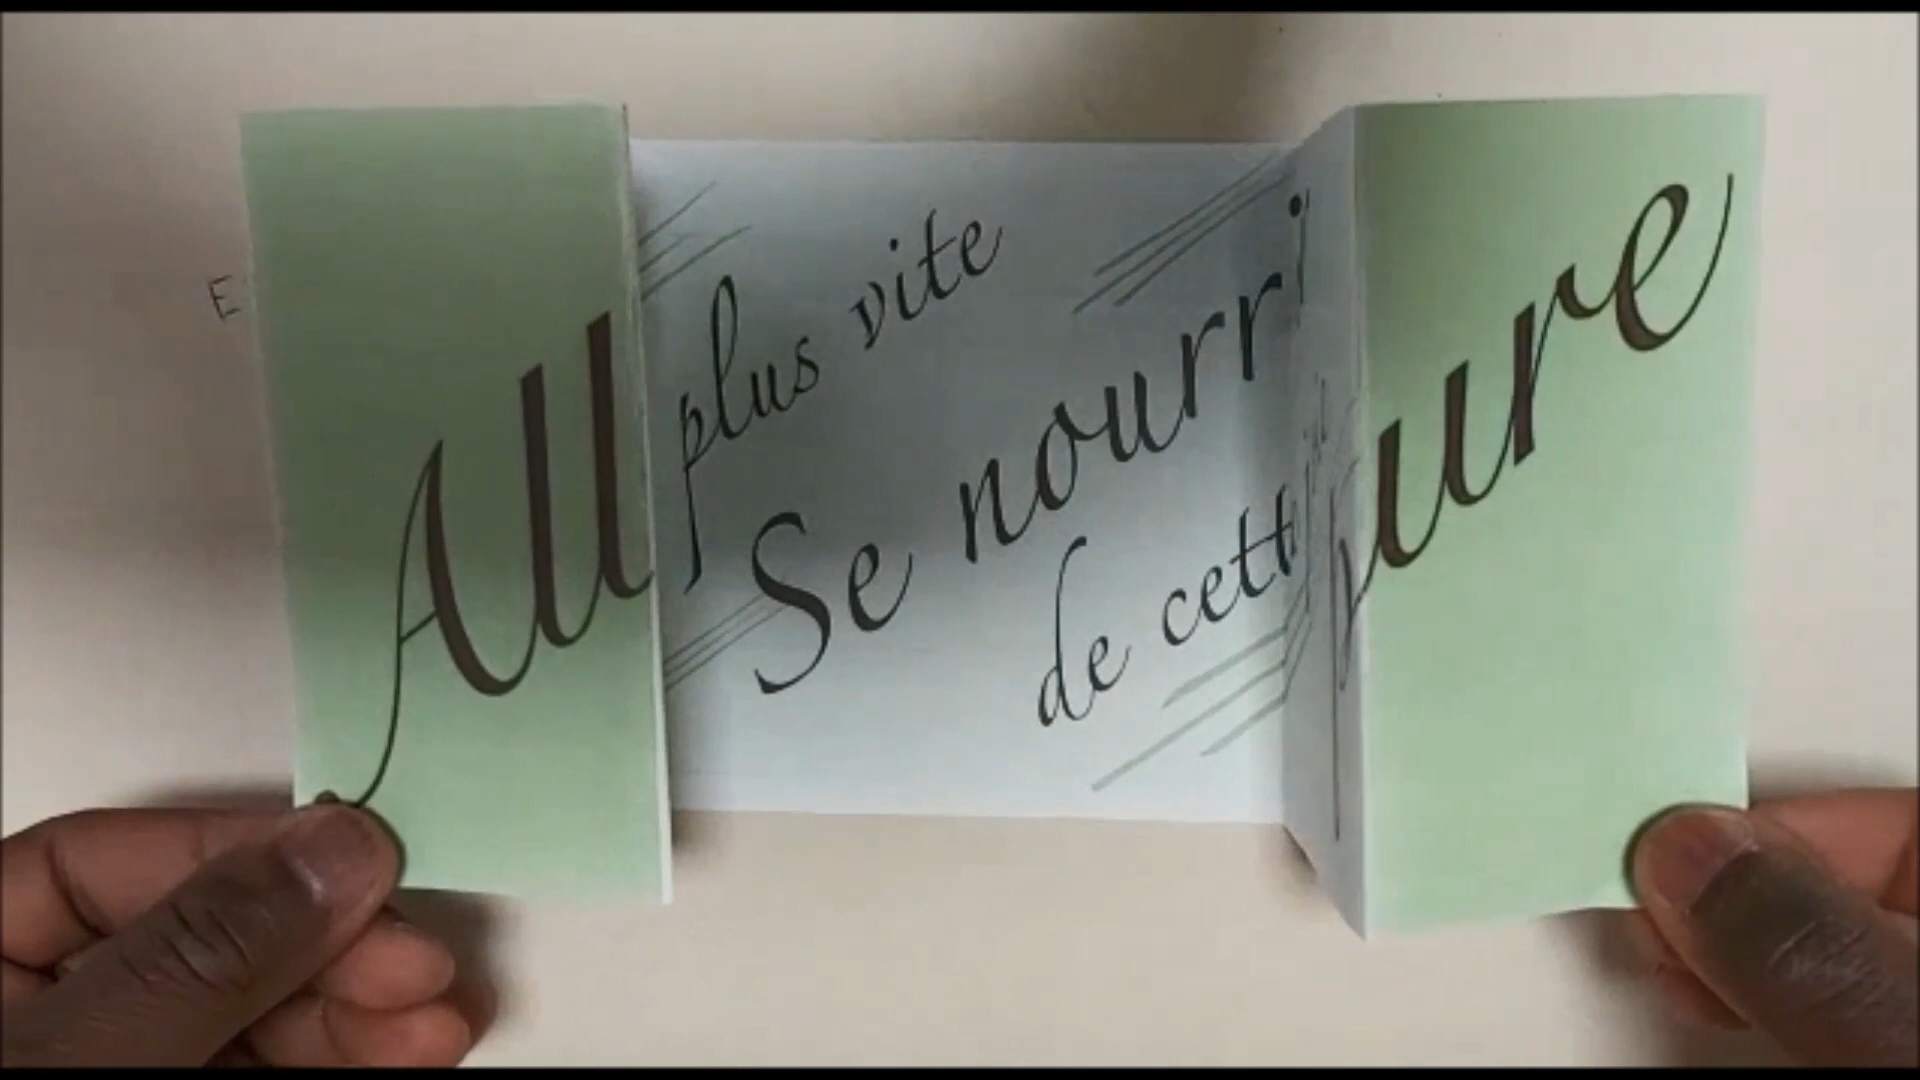 E
All
plus vite
Se nourri
de cett
ure